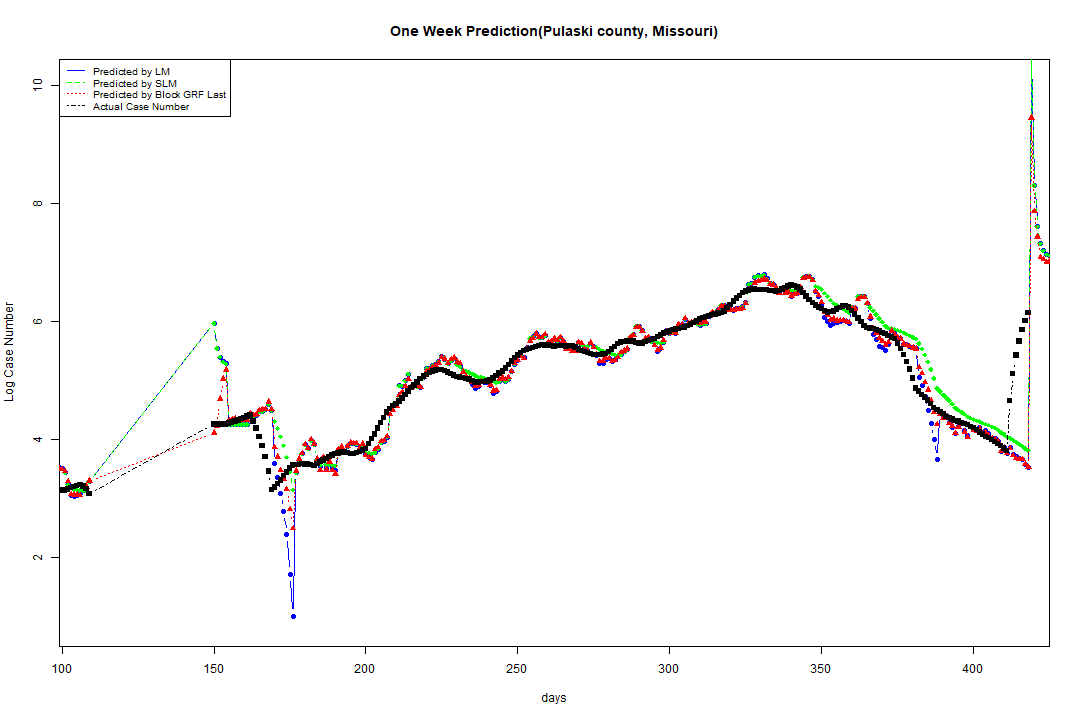 One Week Prediction(Pulaski county, Missouri)
Predicted by LM
Predicted by SLM
Predicted by Block GRF Last
Actual Case Number
Log Case Number
10
8
6
4
2
100 150 200 250 300 350 400
days